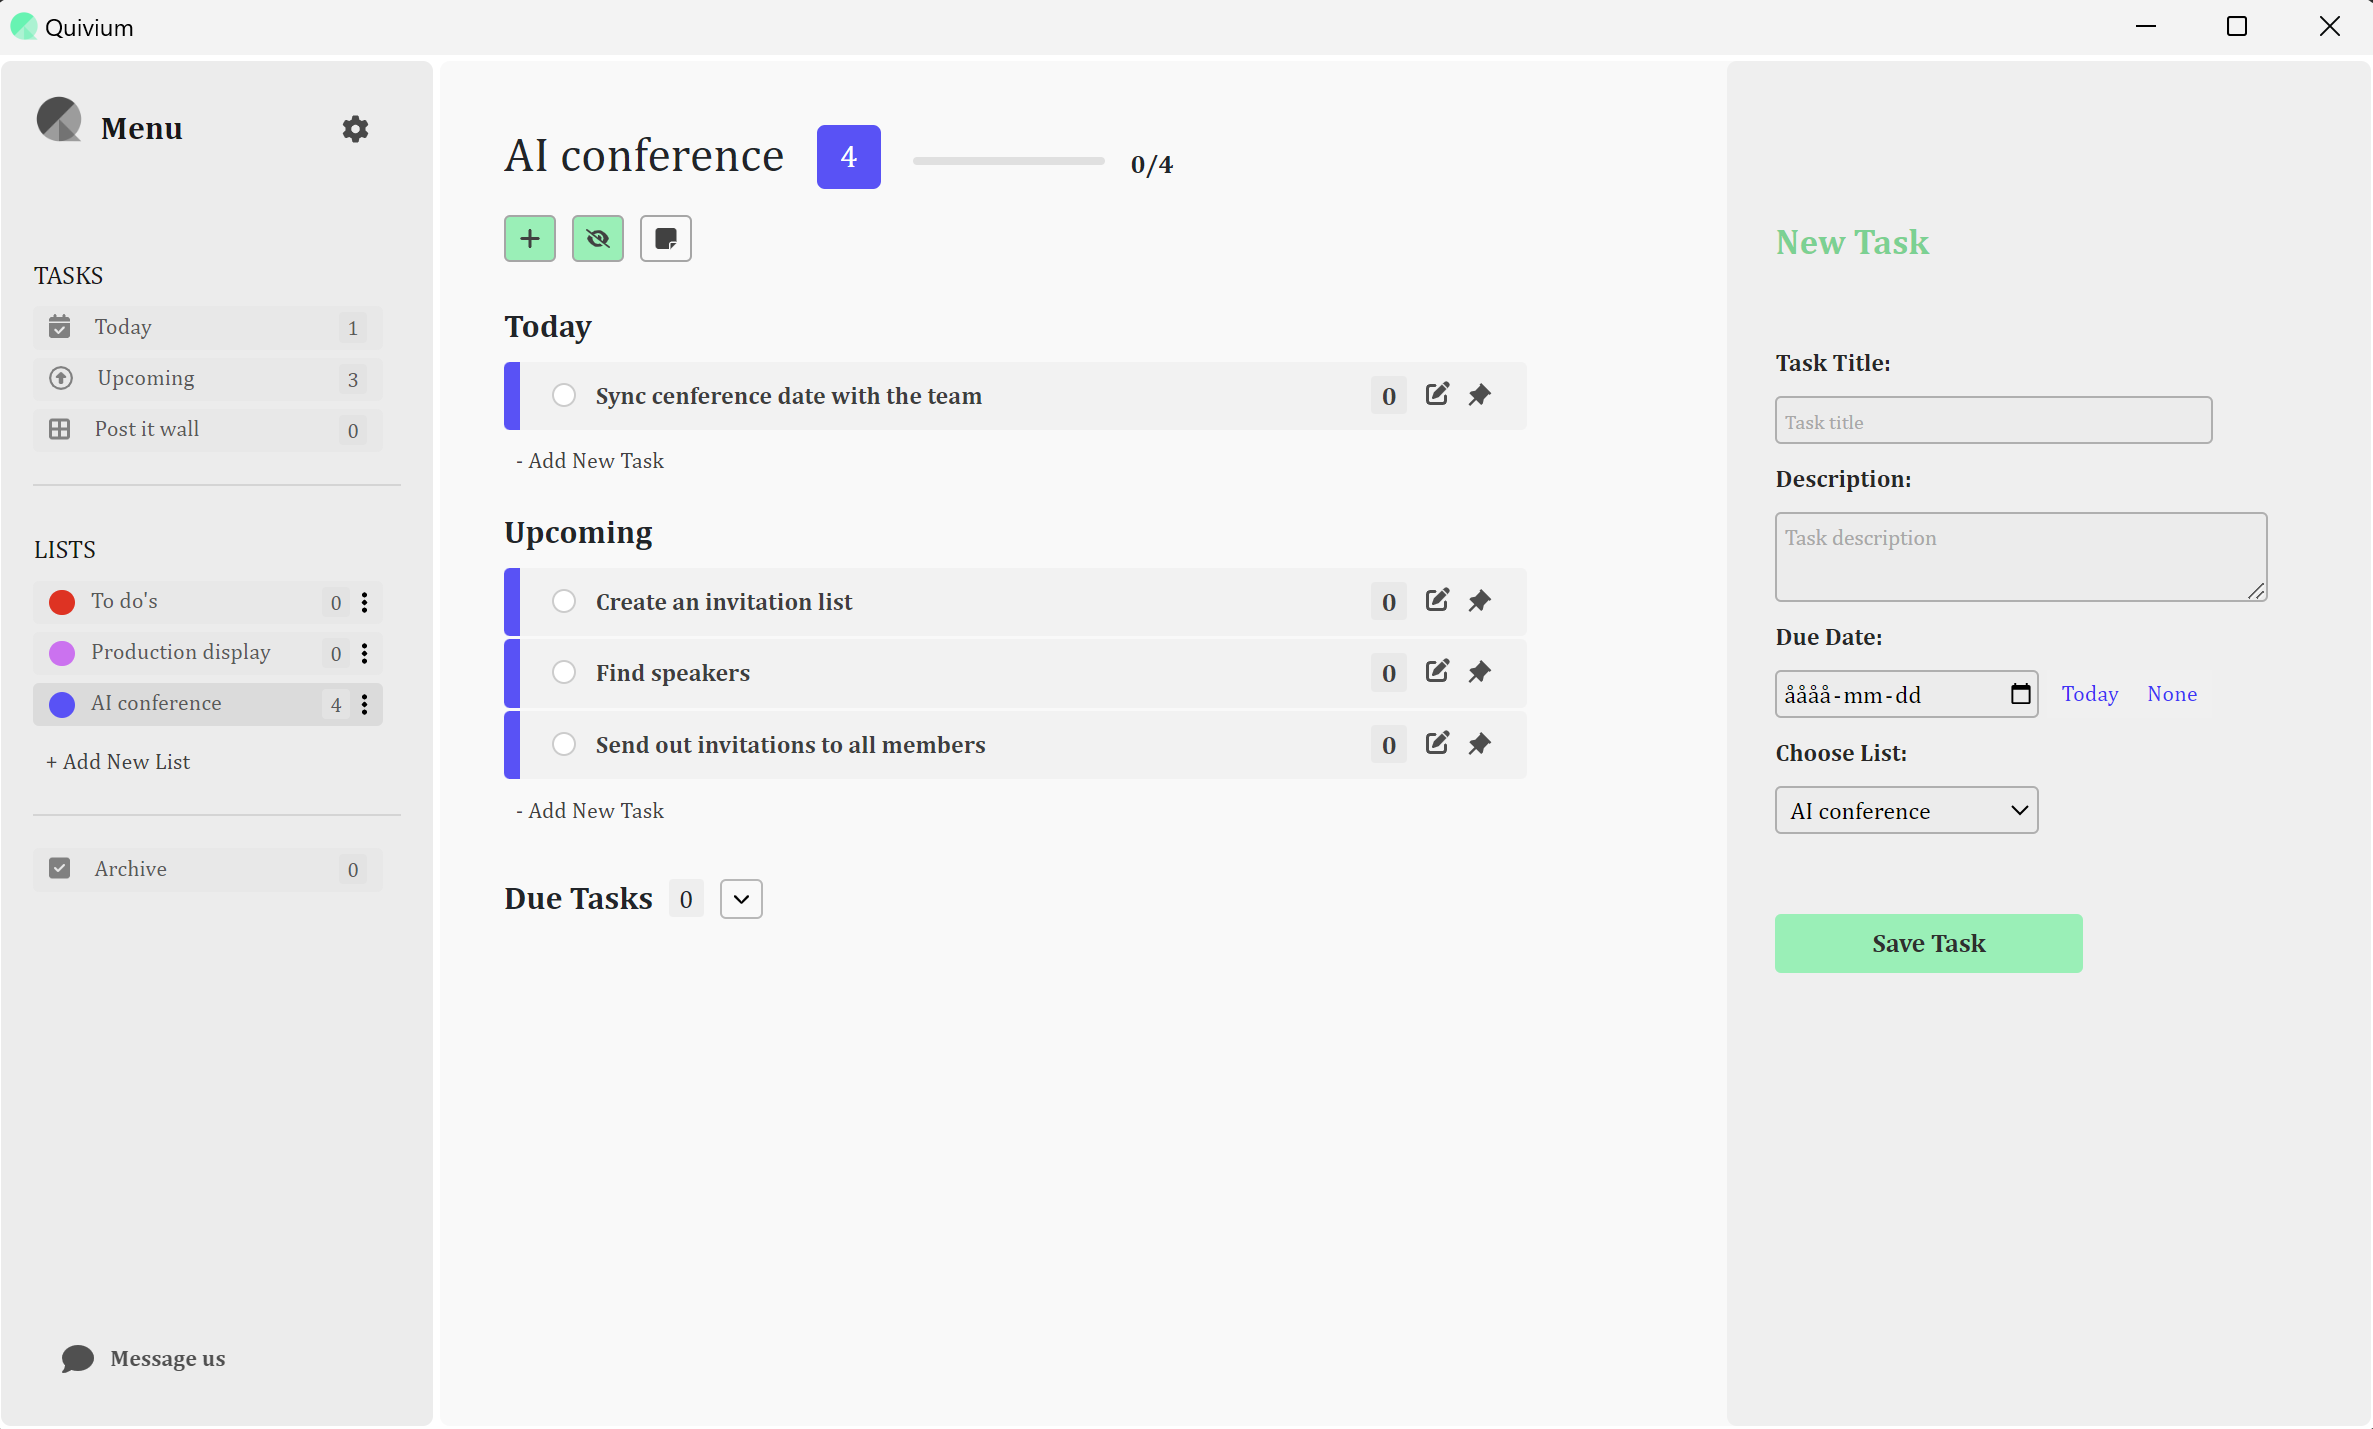 Quivium
Menu
TASKS
Today 1
Upcoming 3
Post it wall 0
LISTS
To do's 0
Production display 0
AI conference 4
+ Add New List
Archive 0
Message us
AI conference 4 0/4
Today
Sync cenference date with the team 0
- Add New Task
Upcoming
Create an invitation list 0
Find speakers 0
Send out invitations to all members 0
- Add New Task
Due Tasks 0
New Task
Task Title:
Task title
Description:
Task description
Due Date:
åååå-mm-dd Today None
Choose List:
AI conference
Save Task